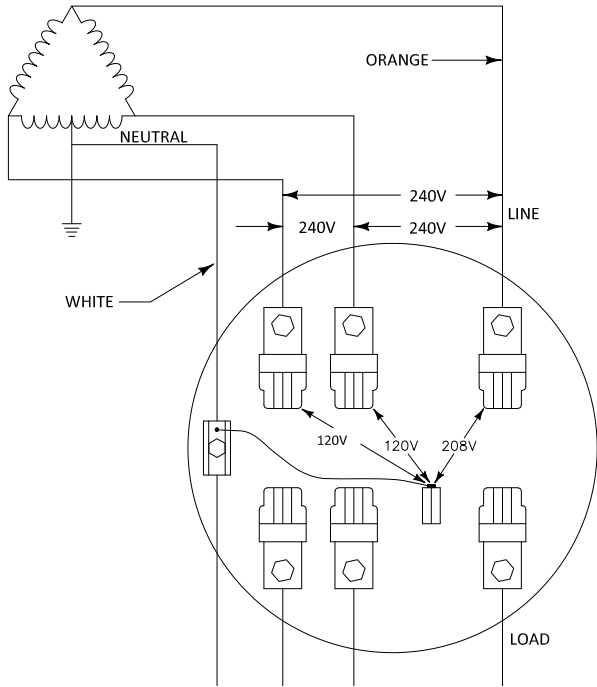 ORANGE
NEUTRAL
240V
LINE
240V
240V
WHITE
120V
120V
208V
LOAD